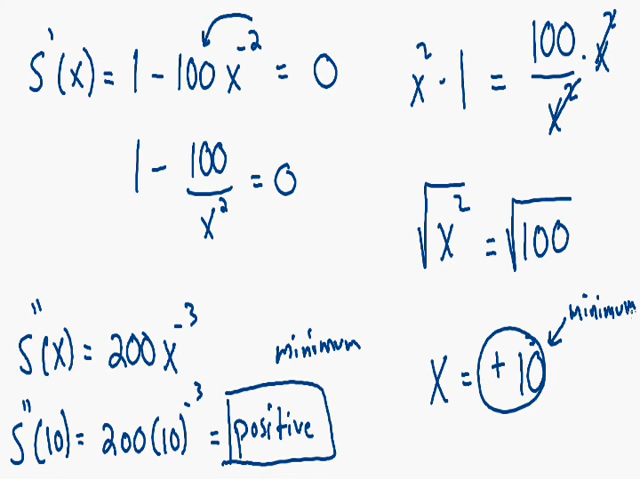 S'(x) = 1 - 100x^-2 = 0
1 - 100/x^2 = 0
S''(x) = 200x^-3
minimum
S''(10) = 200(10)^-3 = positive
x^2 · 1 = 100/x^2 · x^2
√x^2 = √100
x = + 10
minimum